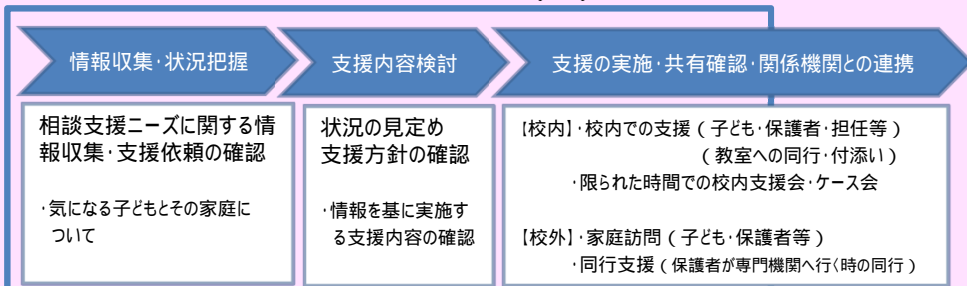 情報収集･状況把握
支援内容検討
支援の実施･共有確認･関係機関との連携
相談支援ニーズに関する情
報収集･支援依頼の確認
･気になる子どもとその家庭に
ついて
状況の見定め
支援方針の確認
･情報を基に実施す
る支援内容の確認
【校内】･校内での支援（子ども･保護者･担任等）
（教室への同行･付添い）
･限られた時間での校内支援会･ケース会
【校外】･家庭訪問（子ども･保護者等）
･同行支援（保護者が専門機関へ行く時の同行）